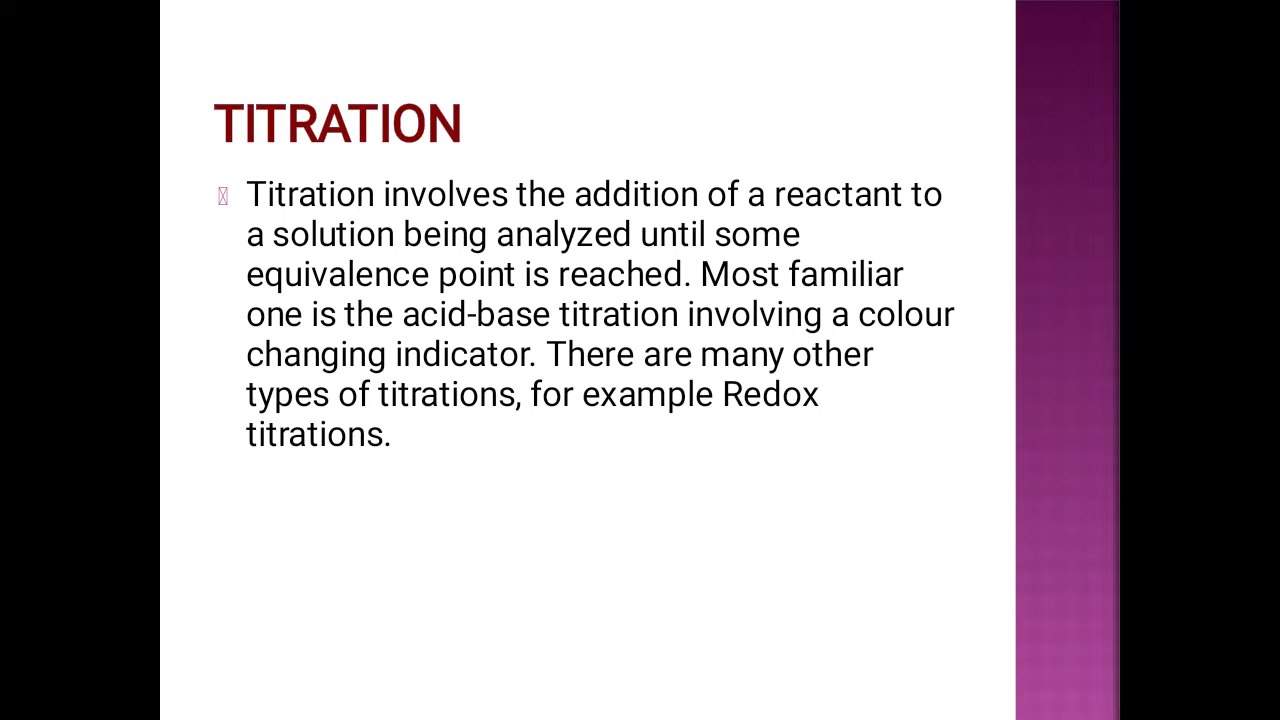 TITRATION
Titration involves the addition of a reactant to
a solution being analyzed until some
equivalence point is reached. Most familiar
one is the acid-base titration involving a colour
changing indicator. There are many other
types of titrations, for example Redox
titrations.